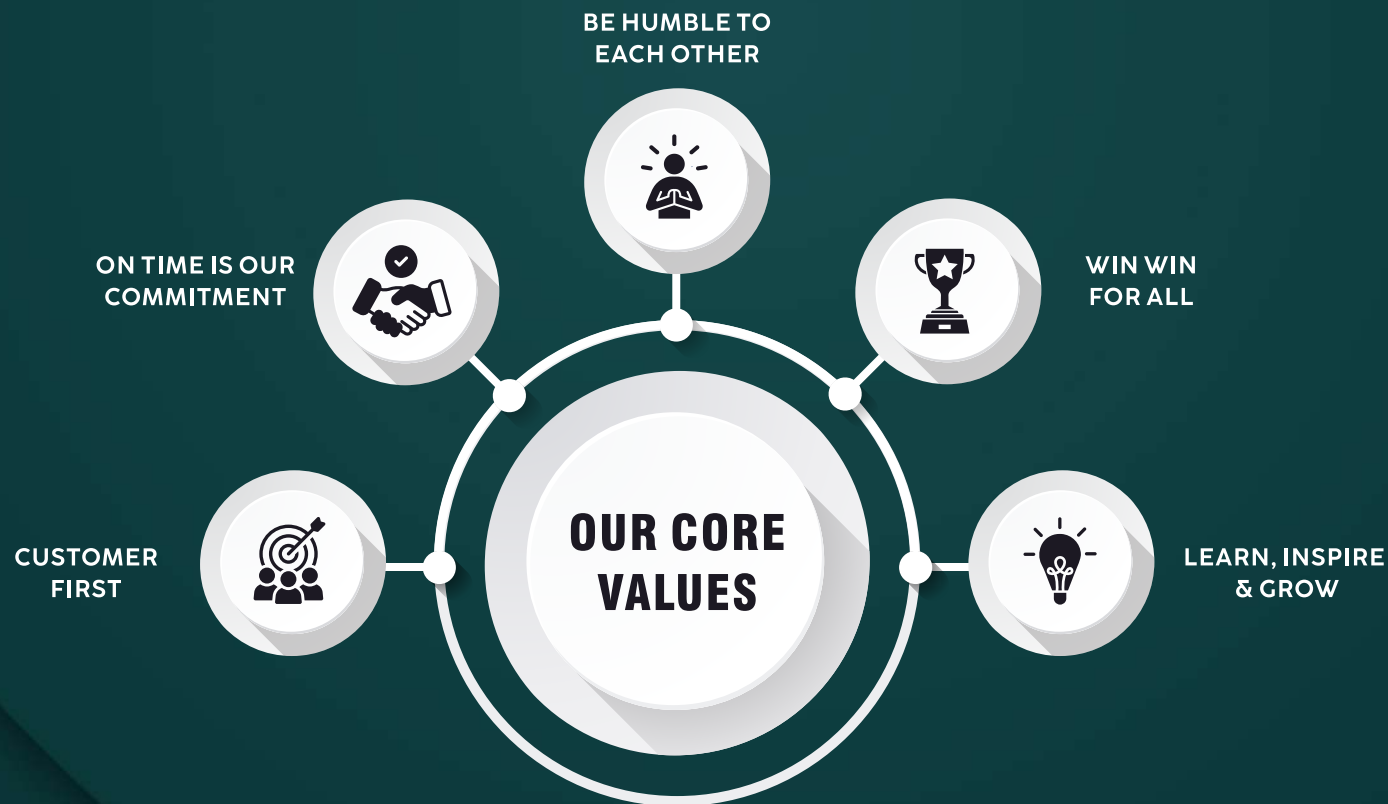 BE HUMBLE TO
EACH OTHER
ON TIME IS OUR
COMMITMENT
WIN WIN
FOR ALL
CUSTOMER
FIRST
OUR CORE
VALUES
LEARN, INSPIRE
& GROW